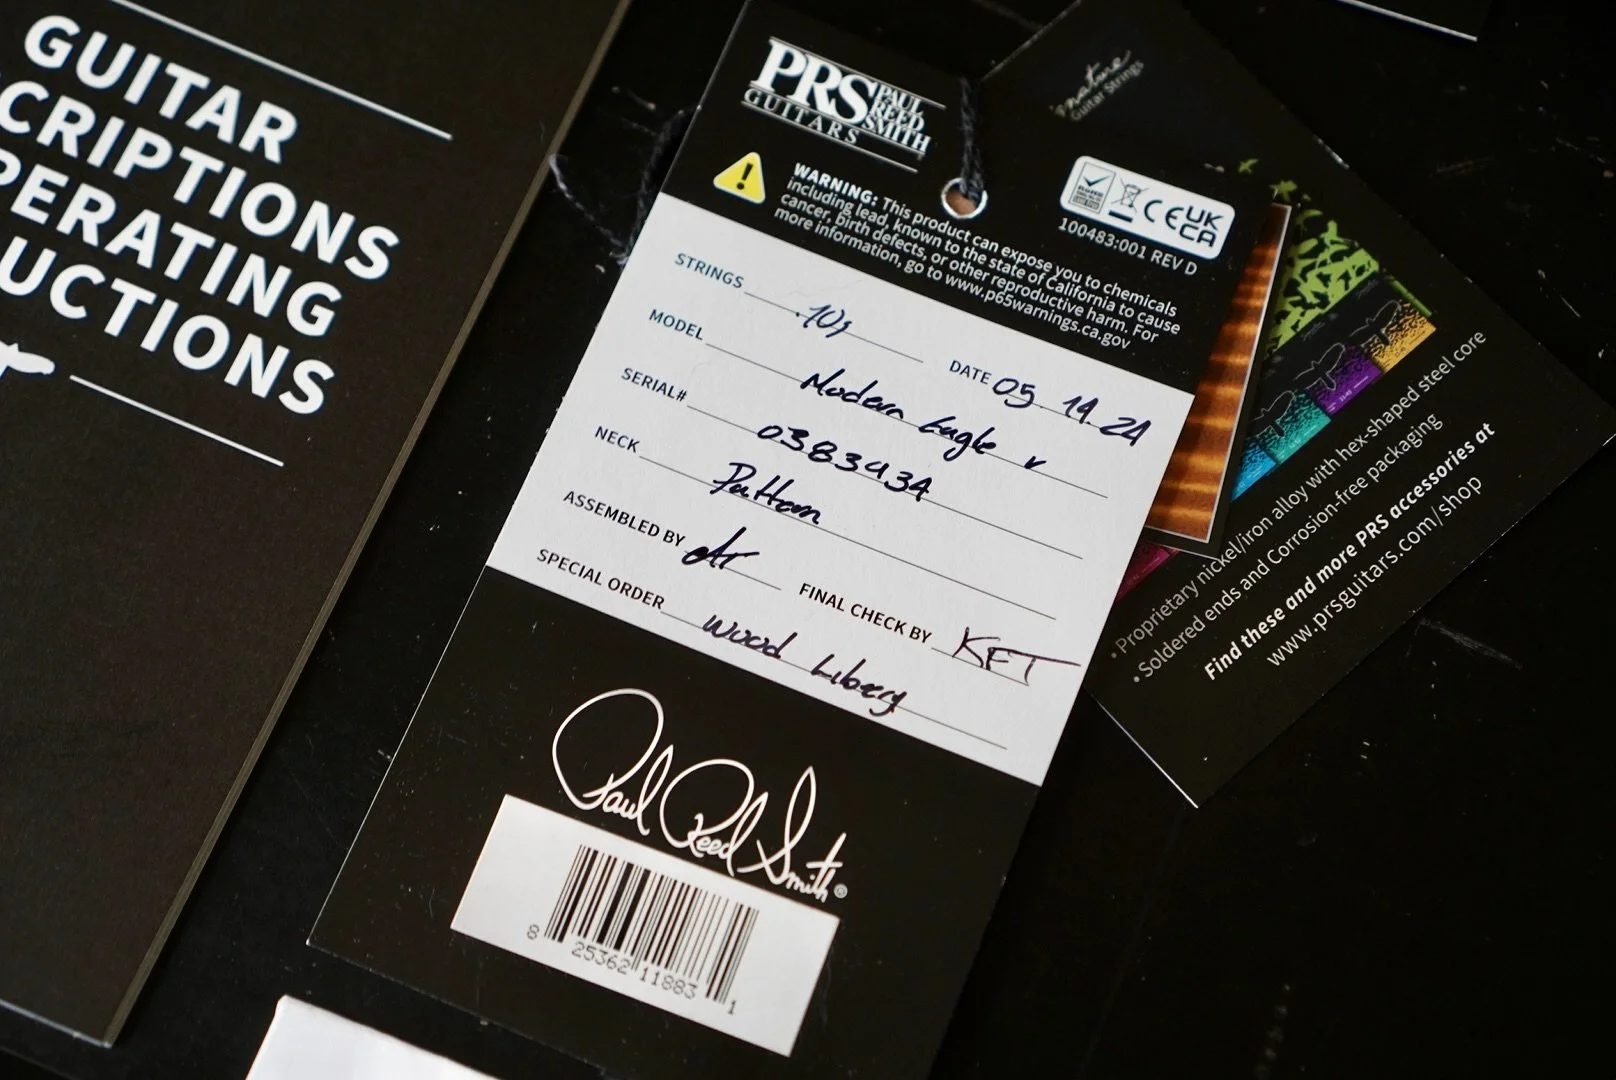 GUITAR
CRIPTIONS
PERATING
UCTIONS
PRS PAUL REED SMITH
GUITARS
WARNING: This product can expose you to chemicals
including lead, known to the state of California to cause
cancer, birth defects, or other reproductive harm. For
more information, go to www.p65warnings.ca.gov
CE UK CA
100483:001 REV D
STRINGS .10s
DATE 05.14.24
MODEL Modern Eagle V
SERIAL# 0383434
NECK Pattern
ASSEMBLED BY
FINAL CHECK BY KET
SPECIAL ORDER Wood Libery
Paul Reed Smith®
8 25362 11883 1
Guitar Strings
• Proprietary nickel/iron alloy with hex-shaped steel core
• Soldered ends and Corrosion-free packaging
Find these and more PRS accessories at
www.prsguitars.com/shop